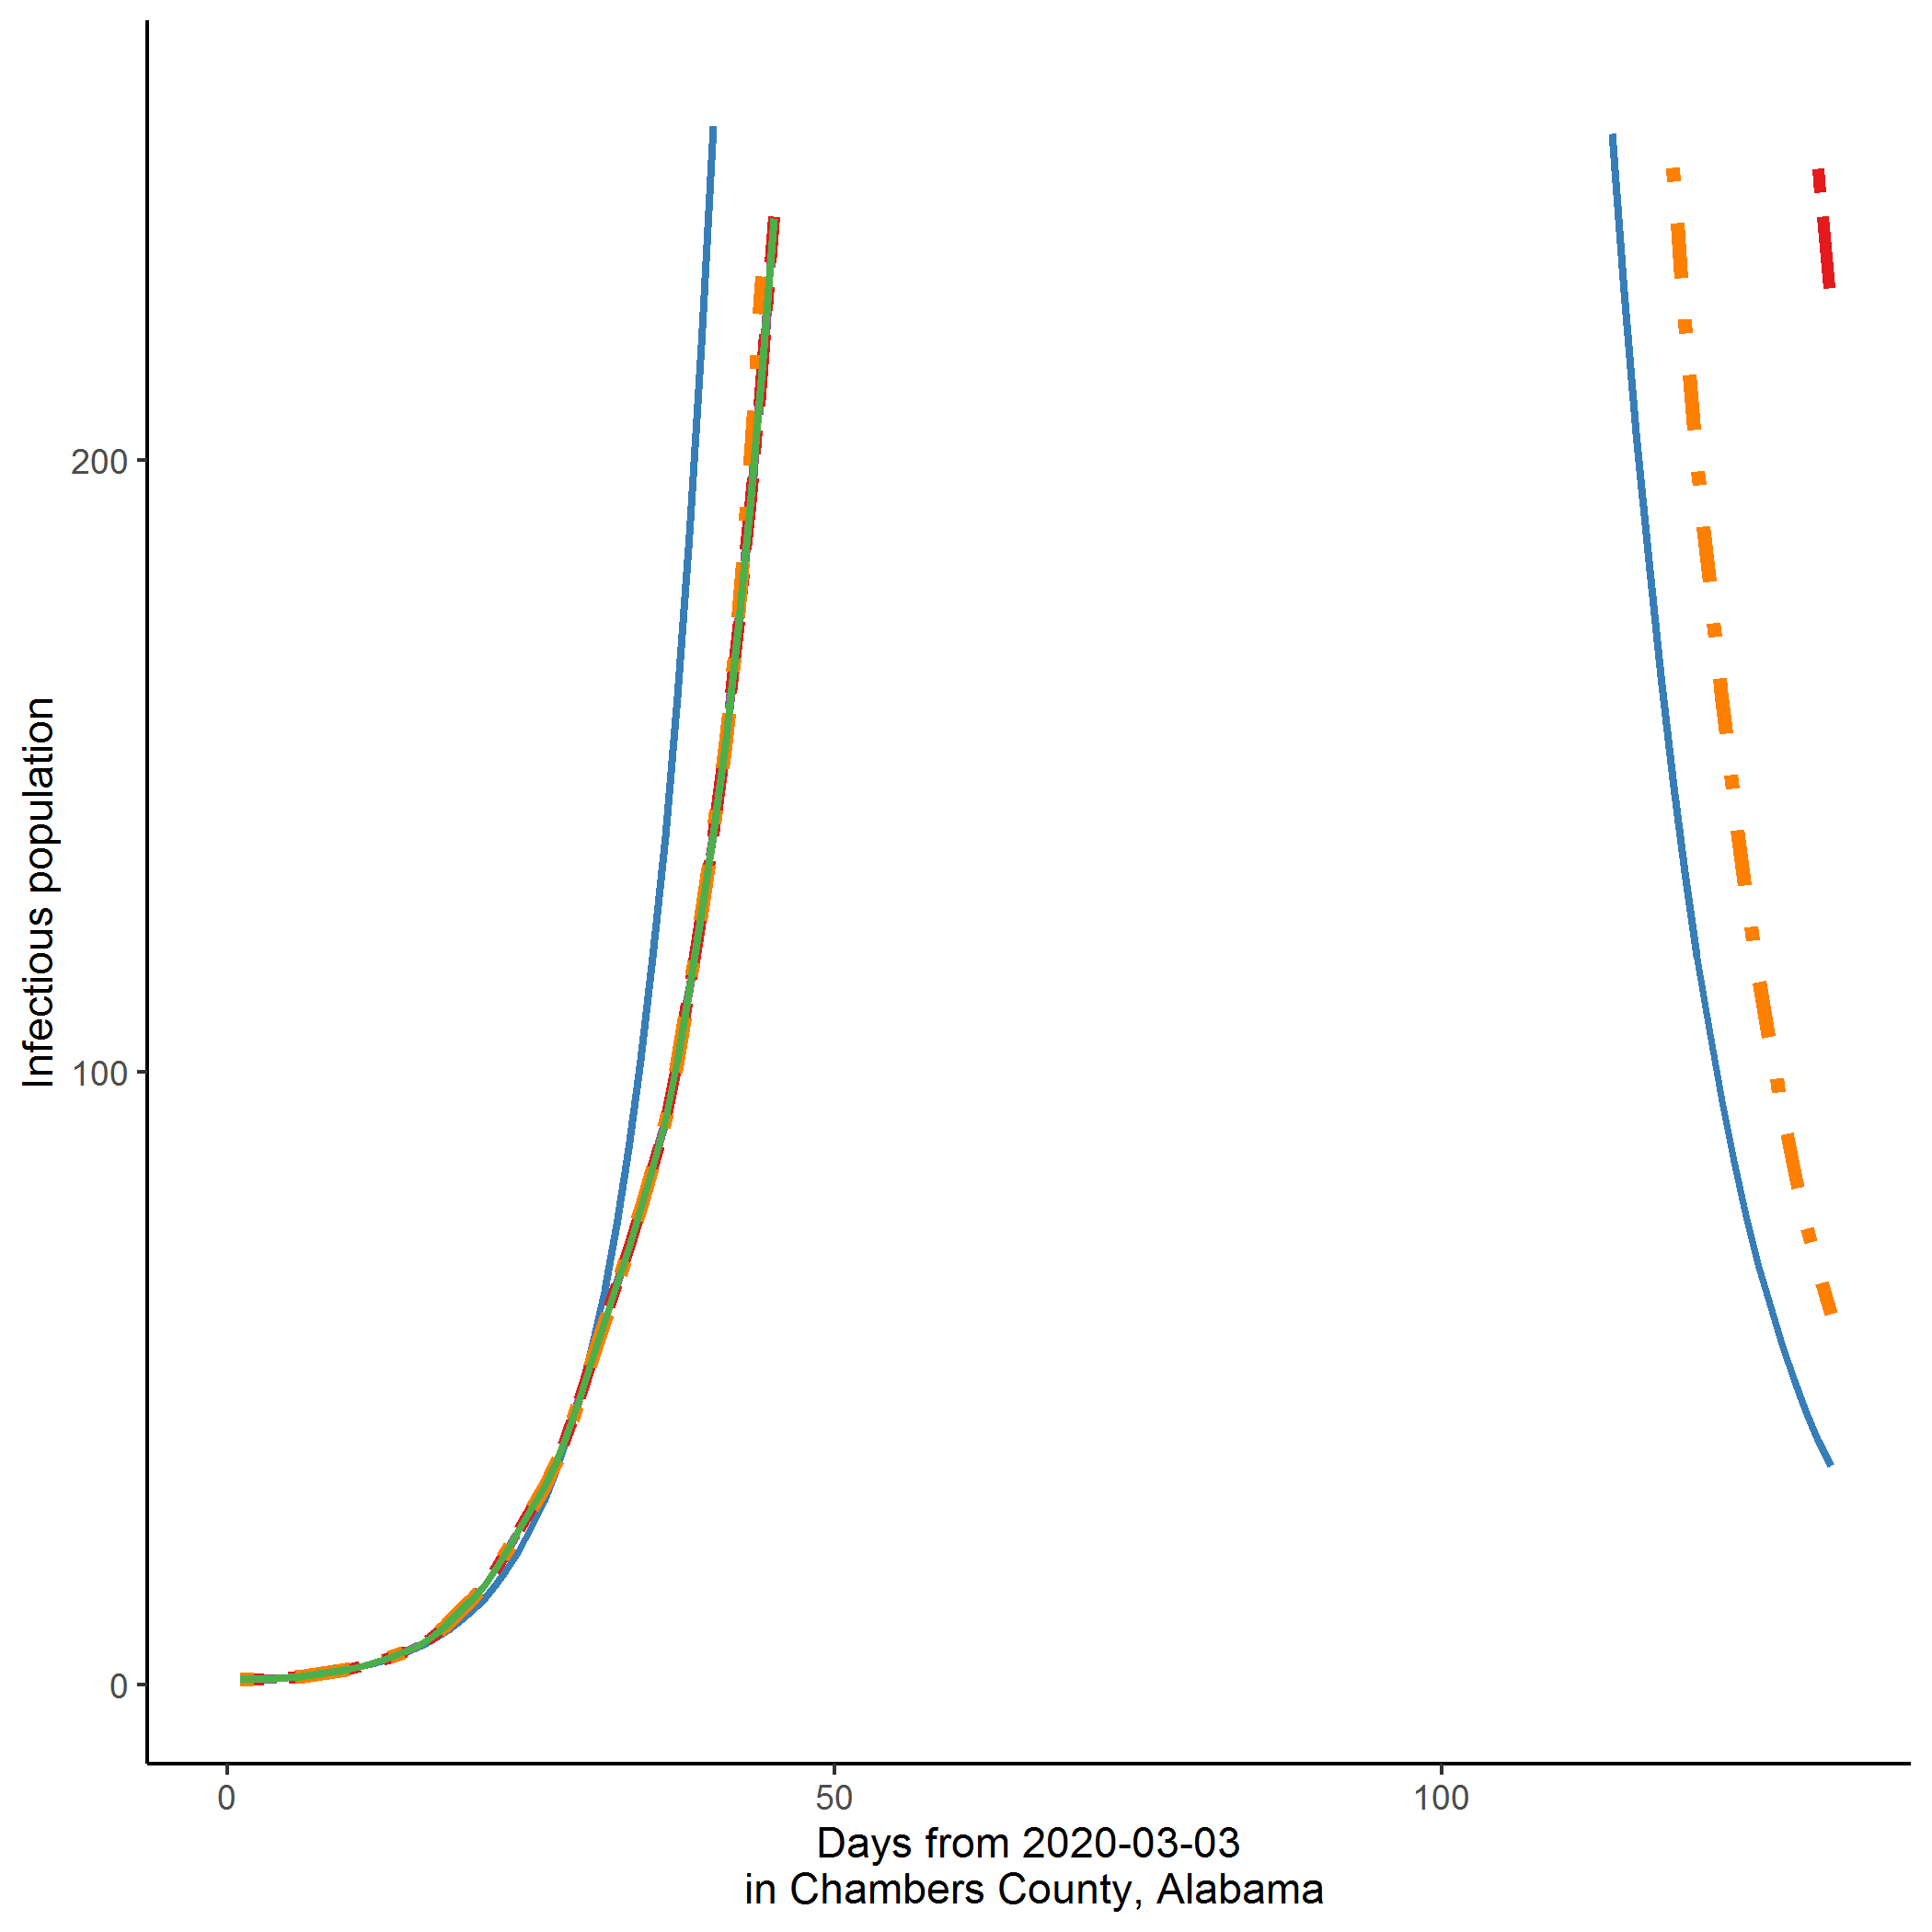 Infectious population
200
100
0
0
50
100
Days from 2020-03-03
in Chambers County, Alabama